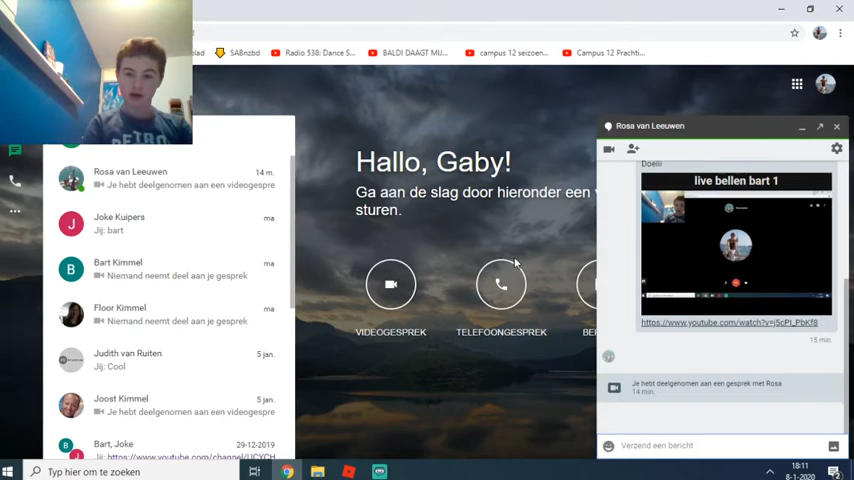 lad
SABnzbd
Radio 538: Dance S...
BALDI DAAGT MIJ...
campus 12 seizoen...
Campus 12 Prachti...
Rosa van Leeuwen
14 m.
Je hebt deelgenomen aan een videogespre
Joke Kuipers
ma
Jij: bart
Bart Kimmel
ma
Niemand neemt deel aan je gesprek
Floor Kimmel
ma
Niemand neemt deel aan je gesprek
Judith van Ruiten
5 jan.
Jij: Cool
Joost Kimmel
5 jan.
Je hebt deelgenomen aan een videogespre
Bart, Joke
29-12-2019
Hallo, Gaby!
Ga aan de slag door hieronder een v
sturen.
VIDEOGESPREK
TELEFOONGESPREK
BE
Rosa van Leeuwen
Doeiii
live bellen bart 1
https://www.youtube.com/watch?v=j5cPI_PbKf8
15 min.
Je hebt deelgenomen aan een gesprek met Rosa
14 min.
Verzend een bericht
Typ hier om te zoeken
18:11
8-1-2020